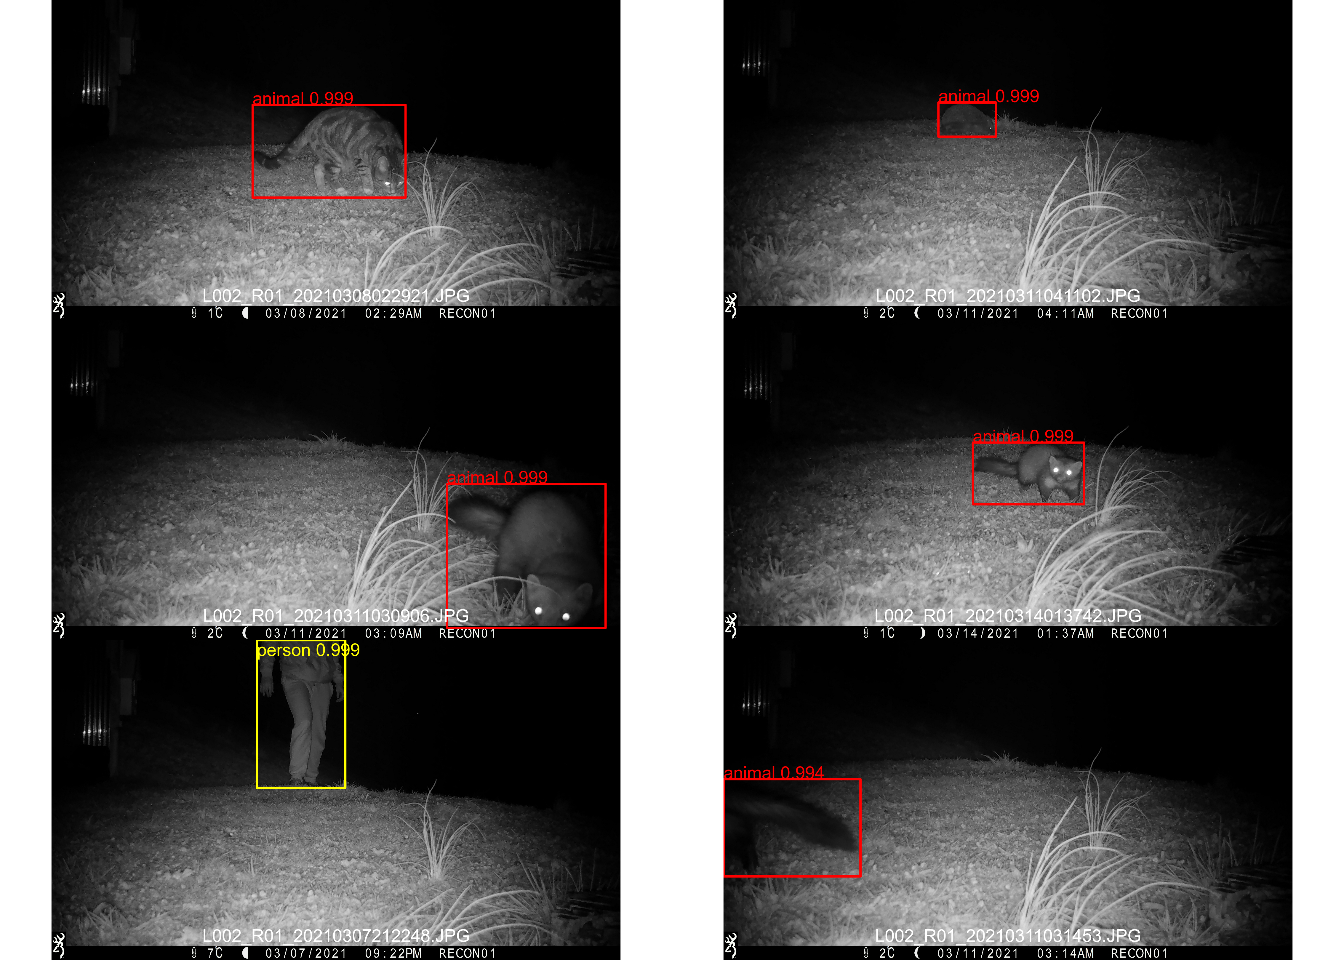 animal 0.999
L002_R01_20210308022921.JPG
1C 03/08/2021 02:29AM RECON01
animal 0.999
L002_R01_20210311041102.JPG
2C 03/11/2021 04:11AM RECON01
animal 0.999
L002_R01_20210311030906.JPG
2C 03/11/2021 03:09AM RECON01
animal 0.999
L002_R01_20210314013742.JPG
1C 03/14/2021 01:37AM RECON01
person 0.999
L002_R01_20210307212248.JPG
7C 03/07/2021 09:22PM RECON01
animal 0.994
L002_R01_20210311031453.JPG
2C 03/11/2021 03:14AM RECON01